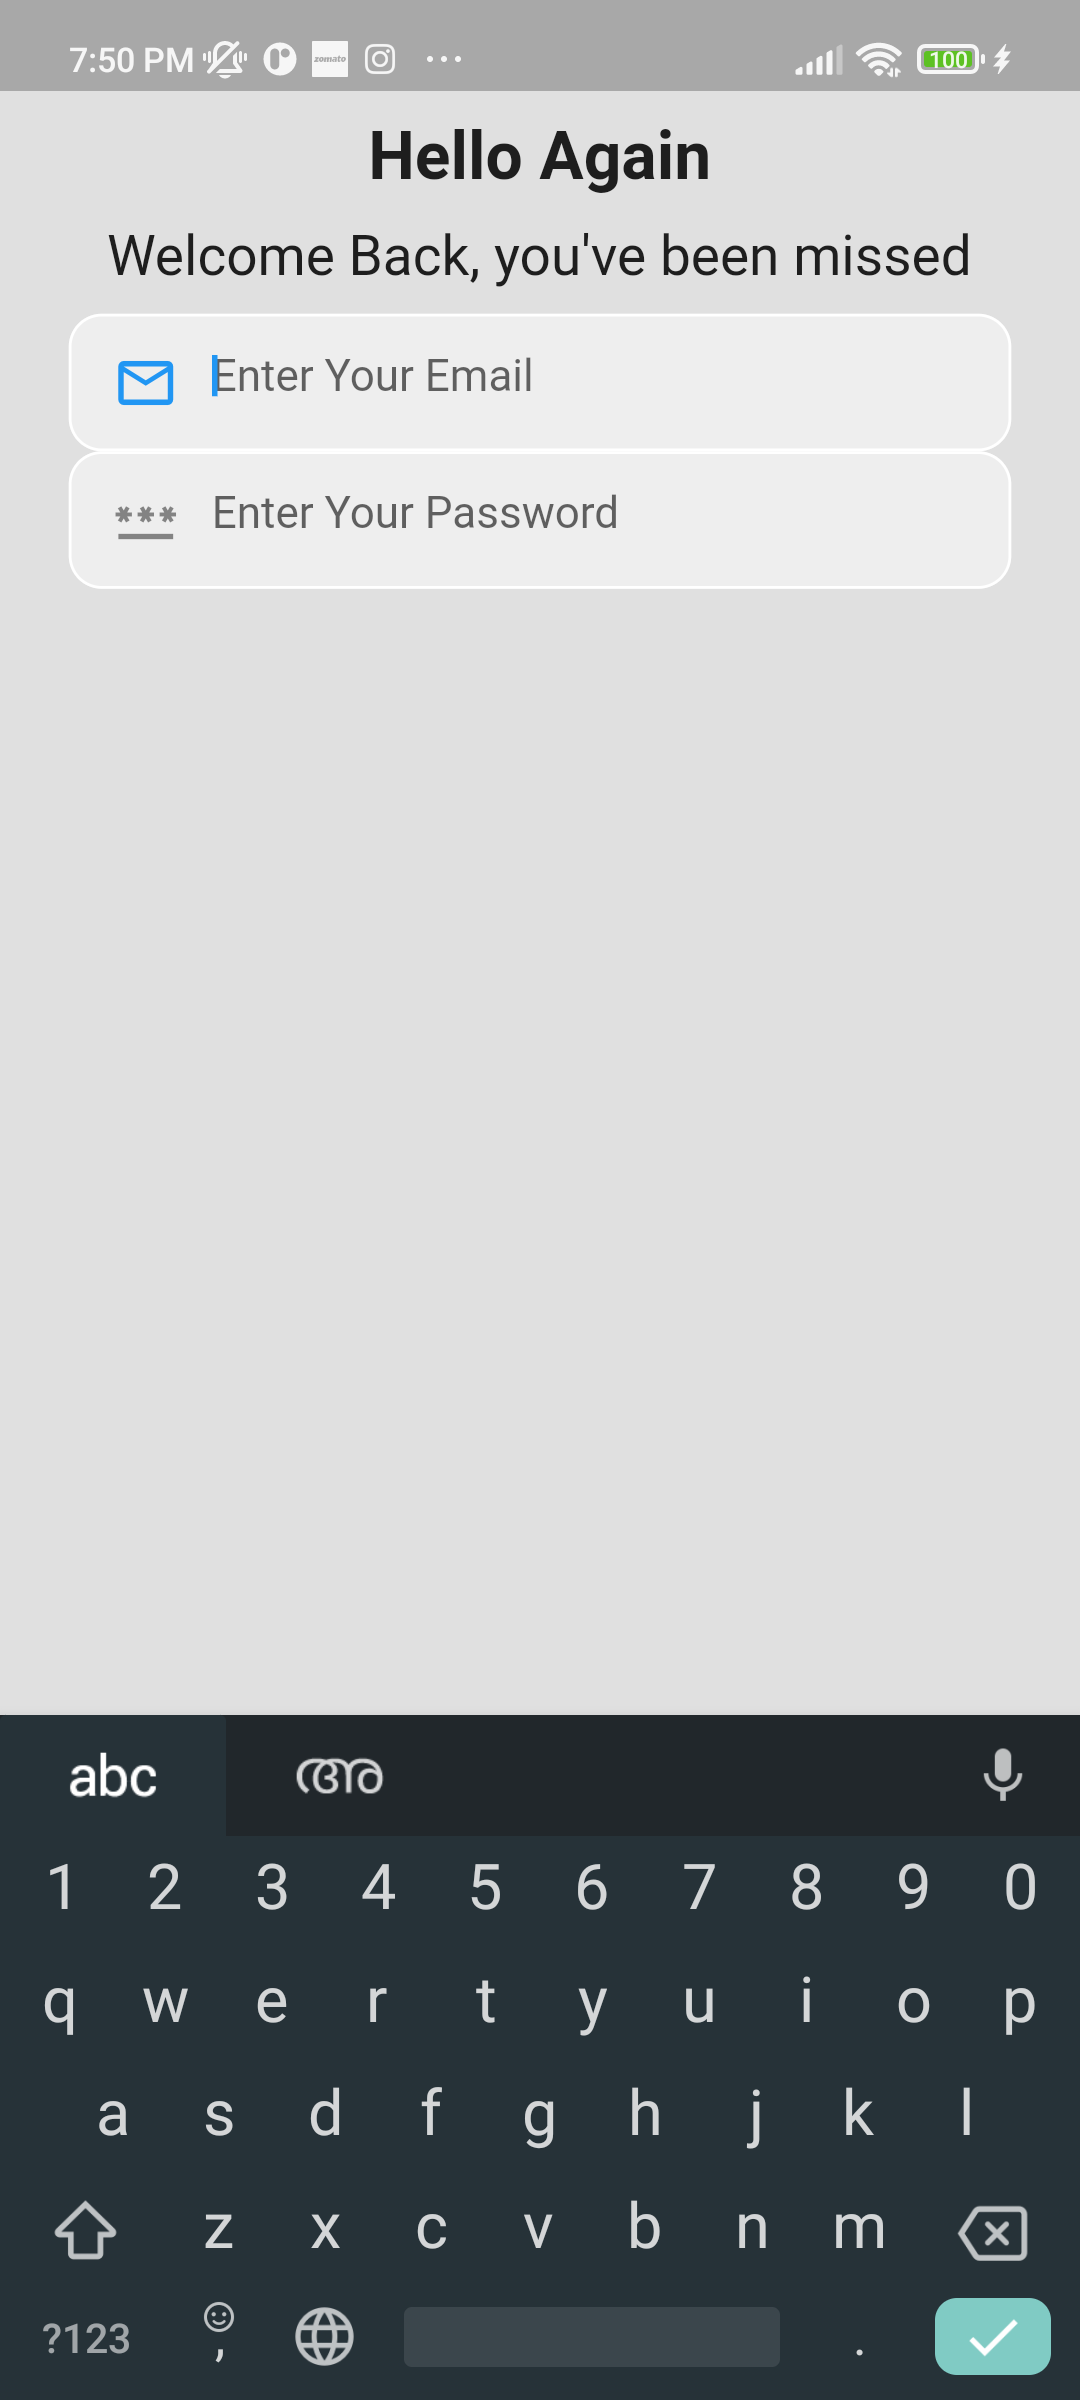 7:50 PM zomato 100
Hello Again
Welcome Back, you've been missed
Enter Your Email
*** Enter Your Password
abc അ
1 2 3 4 5 6 7 8 9 0
q w e r t y u i o p
a s d f g h j k l
z x c v b n m
?123 , .